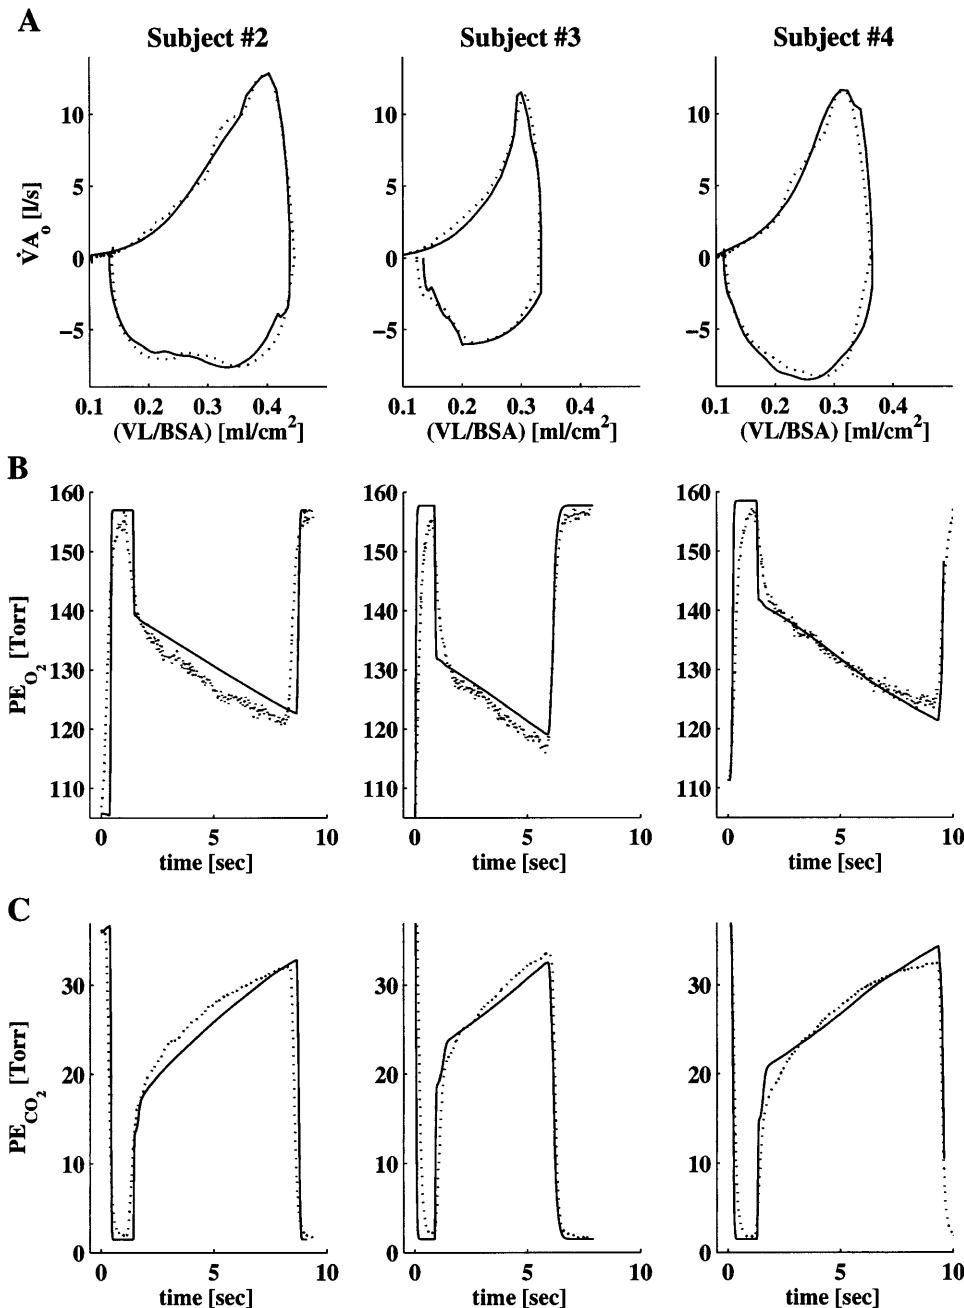 A
Subject #2 Subject #3 Subject #4
V̇A_o [l/s]
10 10 10
5 5 5
0 0 0
−5 −5 −5
0.1 0.2 0.3 0.4 0.1 0.2 0.3 0.4 0.1 0.2 0.3 0.4
(VL/BSA) [ml/cm²] (VL/BSA) [ml/cm²] (VL/BSA) [ml/cm²]
B
PE_O₂ [Torr]
160 160 160
150 150 150
140 140 140
130 130 130
120 120 120
110 110 110
0 5 10 0 5 10 0 5 10
time [sec] time [sec] time [sec]
C
PE_CO₂ [Torr]
30 30 30
20 20 20
10 10 10
0 0 0
0 5 10 0 5 10 0 5 10
time [sec] time [sec] time [sec]